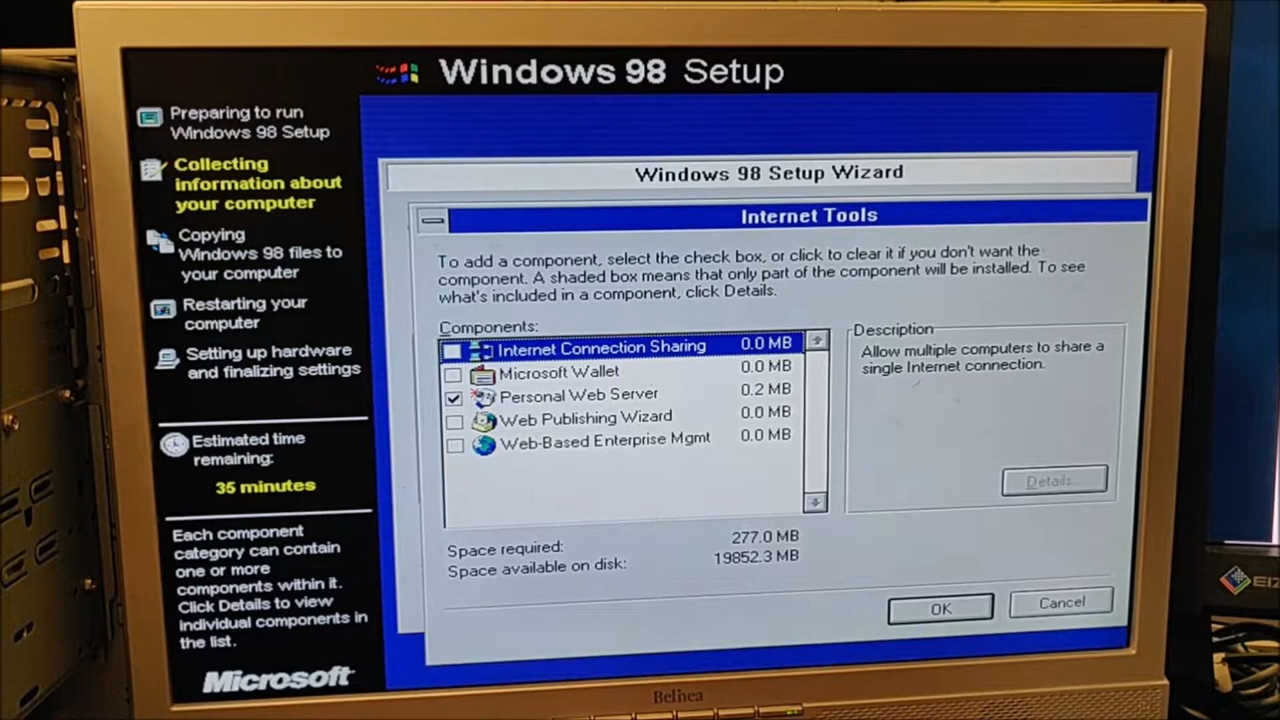 Windows 98 Setup
Preparing to run
Windows 98 Setup
Collecting
information about
your computer
Copying
Windows 98 files to
your computer
Restarting your
computer
Setting up hardware
and finalizing settings
Estimated time
remaining:
35 minutes
Each component
category can contain
one or more
components within it.
Click Details to view
individual components in
the list.
Microsoft
Windows 98 Setup Wizard
Internet Tools
To add a component, select the check box, or click to clear it if you don't want the
component. A shaded box means that only part of the component will be installed. To see
what's included in a component, click Details.
Components:
Internet Connection Sharing 0.0 MB
Microsoft Wallet 0.0 MB
Personal Web Server 0.2 MB
Web Publishing Wizard 0.0 MB
Web-Based Enterprise Mgmt 0.0 MB
Description
Allow multiple computers to share a
single Internet connection.
Details...
Space required: 277.0 MB
Space available on disk: 19852.3 MB
OK
Cancel
Belinea